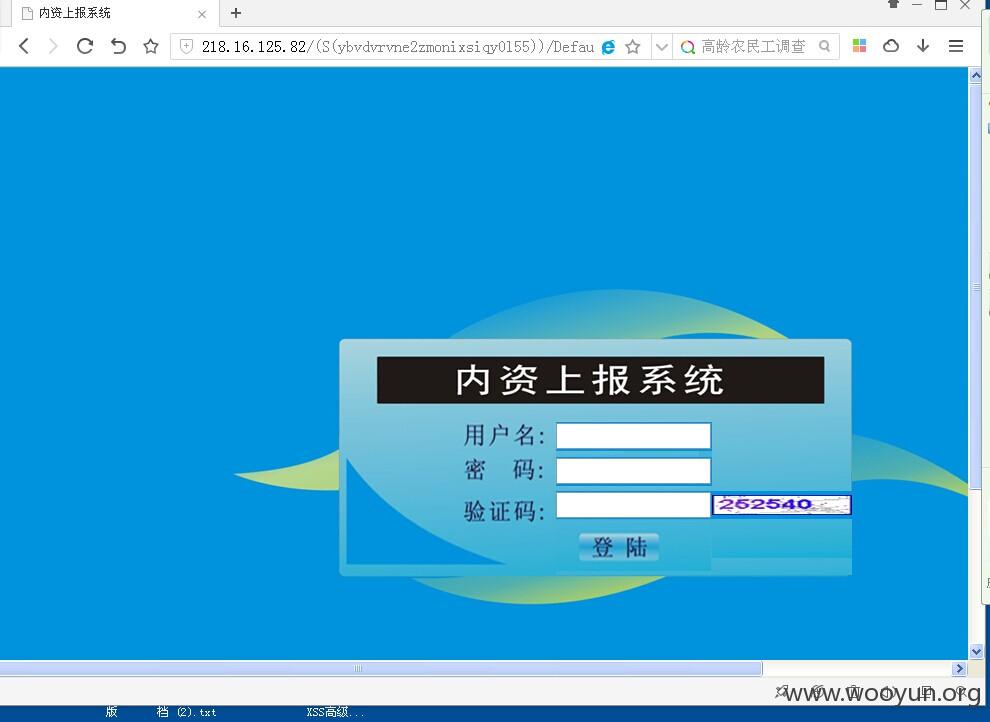 内资上报系统
218.16.125.82/(S(ybvdvrvne2zmonixsiqy0l55))/Defau
高龄农民工调查
内资上报系统
用户名:
密 码:
验证码:
252540
登 陆
www.wooyun.org
版 档 (2).txt XSS高级...